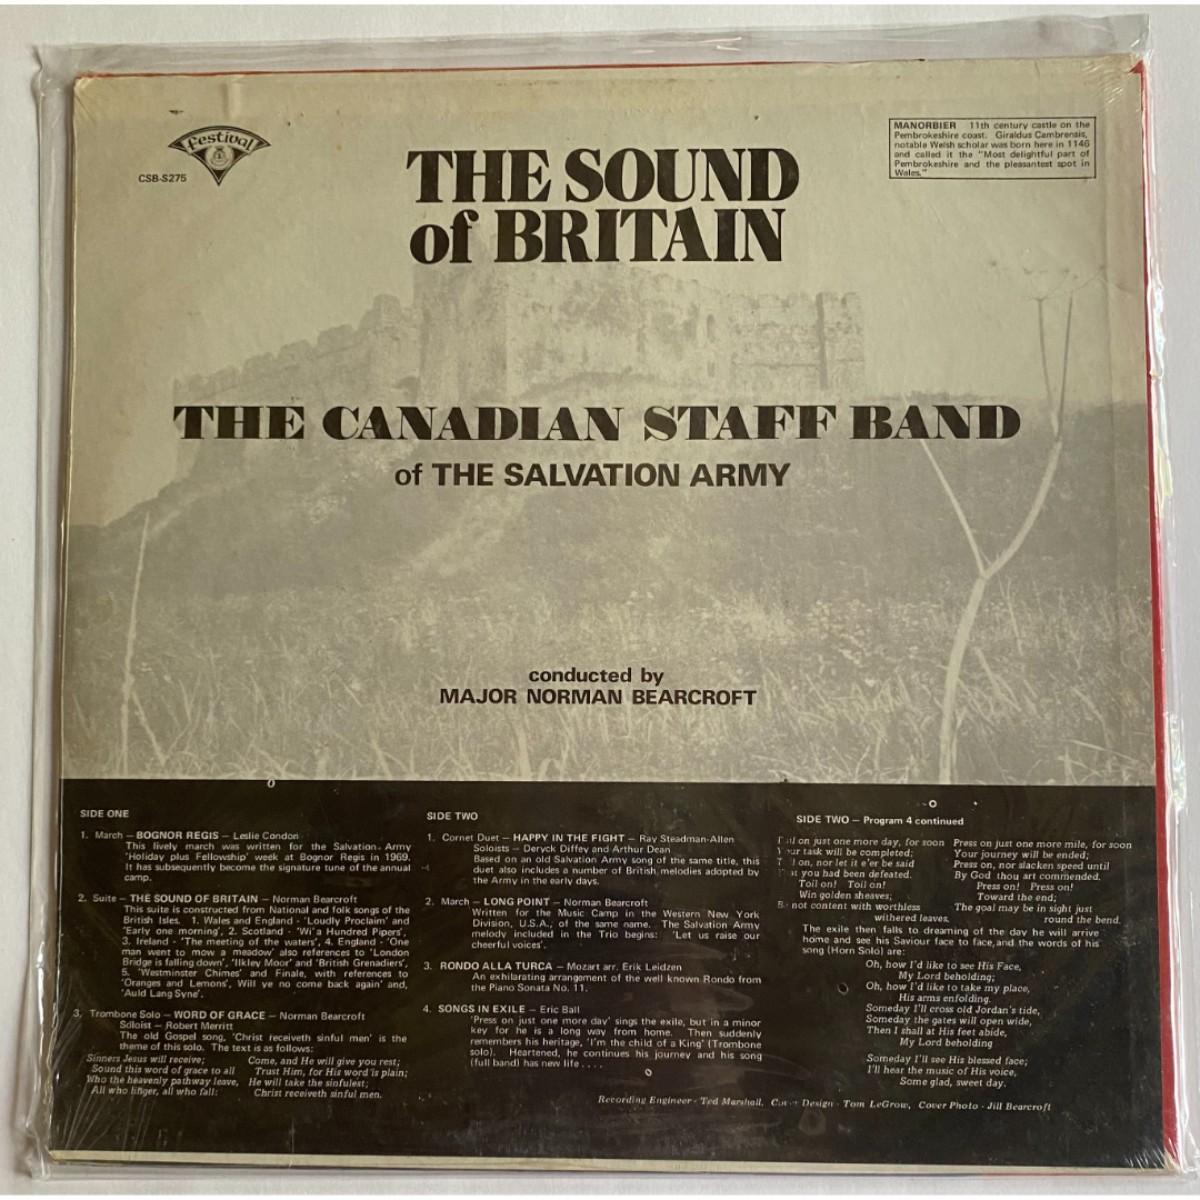 festival
CSB-S275
MANORBIER 11th century castle on the
Pembrokeshire coast. Giraldus Cambrensis,
notable Welsh scholar was born here in 1146
and called it the "Most delightful part of
Pembrokeshire and the pleasantest spot in
Wales."
THE SOUND
of BRITAIN
THE CANADIAN STAFF BAND
of THE SALVATION ARMY
conducted by
MAJOR NORMAN BEARCROFT
SIDE ONE
1. March — BOGNOR REGIS — Leslie Condon
This lively march was written for the Salvation Army
'Holiday plus Fellowship' week at Bognor Regis in 1969.
It has subsequently become the signature tune of the annual
camp.
2. Suite — THE SOUND OF BRITAIN — Norman Bearcroft
This suite is constructed from National and folk songs of the
British Isles. 1. Wales and England - 'Loudly Proclaim' and
'Early one morning', 2. Scotland - 'Wi'a Hundred Pipers',
3. Ireland - 'The meeting of the waters', 4. England - 'One
man went to mow a meadow' also references to 'London
Bridge is falling down', 'Ilkley Moor' and 'British Grenadiers',
5. 'Westminster Chimes' and Finale, with references to
'Oranges and Lemons', Will ye no come back again' and,
'Auld Lang Syne'.
3. Trombone Solo — WORD OF GRACE — Norman Bearcroft
Soloist — Robert Merritt
The old Gospel song, 'Christ receiveth sinful men' is the
theme of this solo. The text is as follows:
Sinners Jesus will receive;
Sound this word of grace to all
Who the heavenly pathway leave,
All who linger, all who fall:
Come, and He will give you rest;
Trust Him, for His word is plain;
He will take the sinfulest;
Christ receiveth sinful men.
SIDE TWO
1. Cornet Duet — HAPPY IN THE FIGHT — Ray Steadman-Allen
Soloists — Deryck Diffey and Arthur Dean
Based on an old Salvation Army song of the same title, this
duet also includes a number of British melodies adopted by
the Army in the early days.
2. March — LONG POINT — Norman Bearcroft
Written for the Music Camp in the Western New York
Division, U.S.A., of the same name. The Salvation Army
melody included in the Trio begins: 'Let us raise our
cheerful voices'.
3. RONDO ALLA TURCA — Mozart arr. Erik Leidzen
An exhilarating arrangement of the well known Rondo from
the Piano Sonata No. 11.
4. SONGS IN EXILE — Eric Ball
'Press on just one more day' sings the exile, but in a minor
key for he is a long way from home. Then suddenly
remembers his heritage, 'I'm the child of a King' (Trombone
solo). Heartened, he continues his journey and his song
(full band) has new life . . . .
SIDE TWO — Program 4 continued
on just one more day, for soon
task will be completed;
on, nor let it e'er be said
you had been defeated.
Toil on! Toil on!
Win golden sheaves;
not content with worthless
withered leaves.
Press on just one more mile, for soon
Your journey will be ended;
Press on, nor slacken speed until
By God thou art commended.
Press on! Press on!
Toward the end;
The goal may be in sight just
round the bend.
The exile then falls to dreaming of the day he will arrive
home and see his Saviour face to face,and the words of his
song (Horn Solo) are:
Oh, how I'd like to see His Face,
My Lord beholding;
Oh, how I'd like to take my place,
His arms enfolding.
Someday I'll cross old Jordan's tide,
Someday the gates will open wide,
Then I shall at His feet abide,
My Lord beholding
Someday I'll see His blessed face;
I'll hear the music of His voice,
Some glad, sweet day.
Recording Engineer - Ted Marshall, Cover Design - Tom LeGrow, Cover Photo - Jill Bearcroft